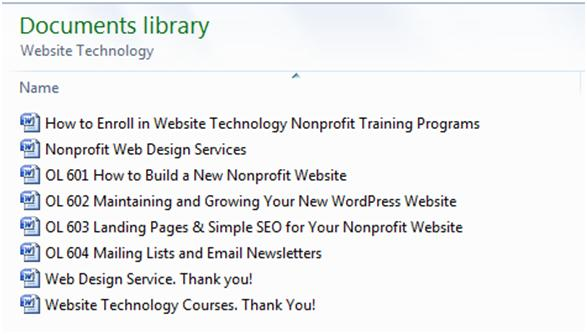 Documents library
Website Technology
Name
How to Enroll in Website Technology Nonprofit Training Programs
Nonprofit Web Design Services
OL 601 How to Build a New Nonprofit Website
OL 602 Maintaining and Growing Your New WordPress Website
OL 603 Landing Pages & Simple SEO for Your Nonprofit Website
OL 604 Mailing Lists and Email Newsletters
Web Design Service. Thank you!
Website Technology Courses. Thank You!